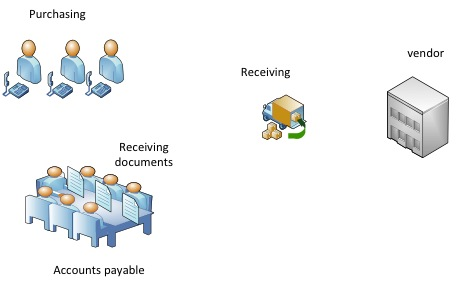 Purchasing
vendor
Receiving
Receiving
documents
Accounts payable